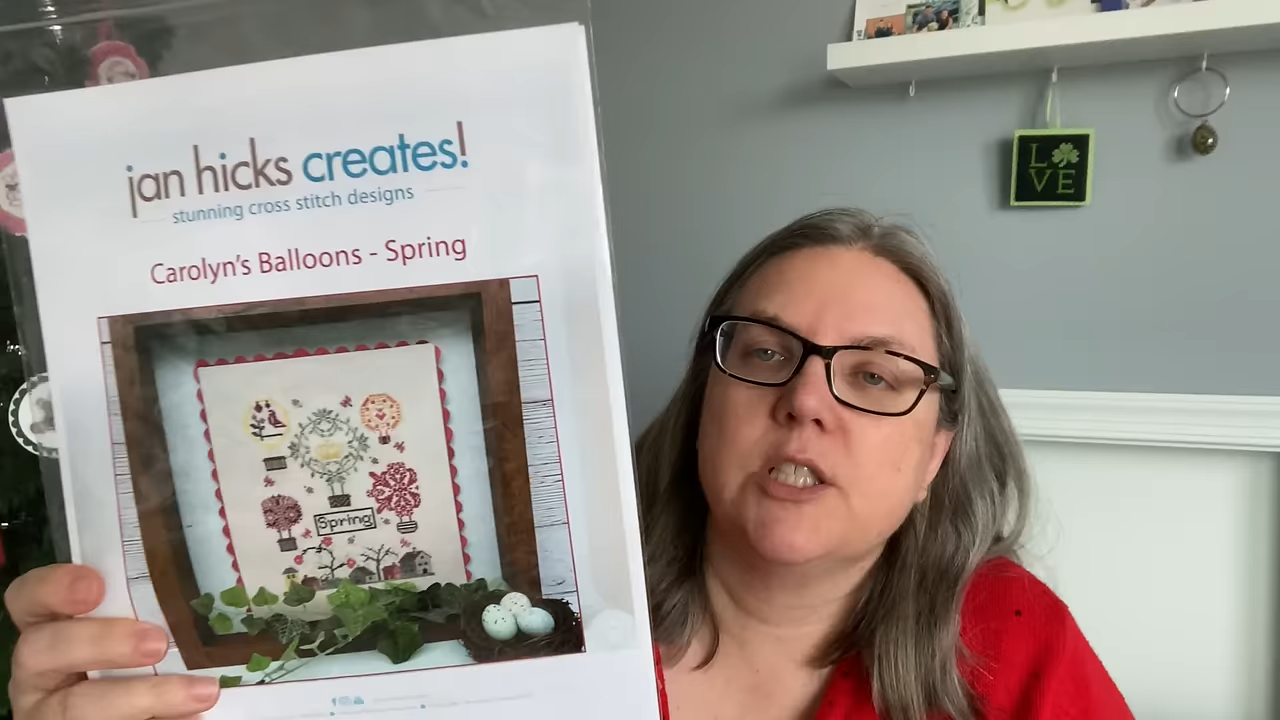 jan hicks creates!
stunning cross stitch designs
Carolyn's Balloons - Spring
Spring
LOVE